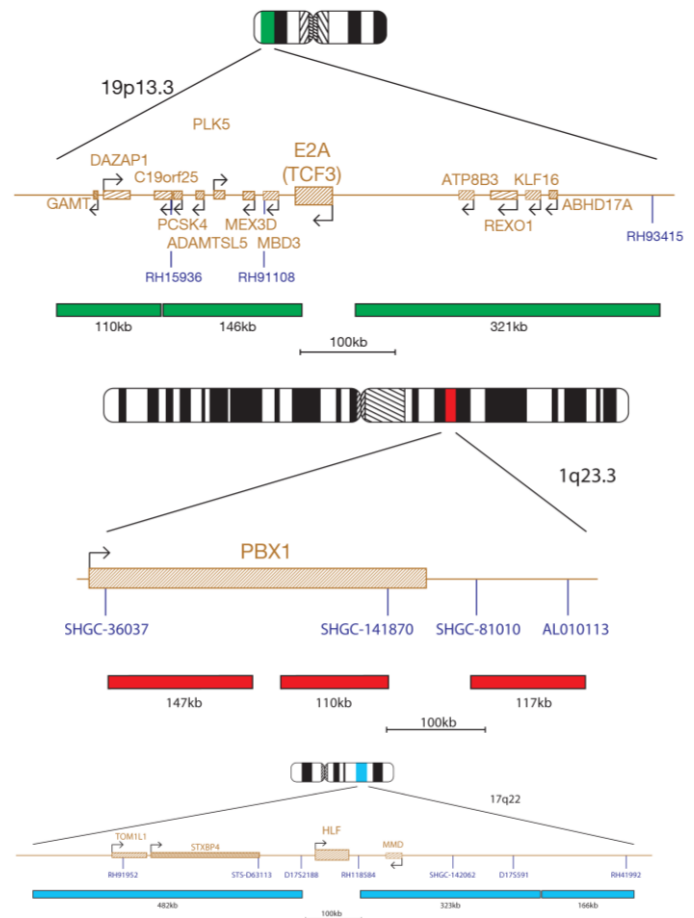 19p13.3
PLK5
DAZAP1
C19orf25
E2A
(TCF3)
ATP8B3
KLF16
GAMT
ABHD17A
PCSK4
MEX3D
REXO1
ADAMTSL5
MBD3
RH93415
RH15936
RH91108
110kb
146kb
321kb
100kb
1q23.3
PBX1
SHGC-36037
SHGC-141870
SHGC-81010
AL010113
147kb
110kb
117kb
100kb
17q22
TOM1L1
STXBP4
HLF
MMD
RH91952
STS-D63113
D17S2188
RH118584
SHGC-142062
D17S591
RH41992
482kb
323kb
166kb
100kb